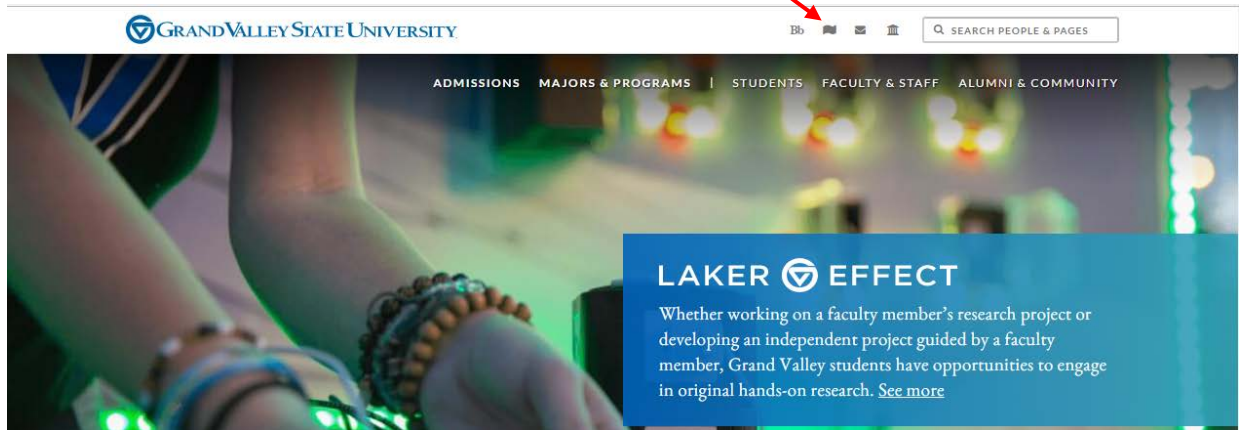 GRAND VALLEY STATE UNIVERSITY
Bb
SEARCH PEOPLE & PAGES
ADMISSIONS MAJORS & PROGRAMS | STUDENTS FACULTY & STAFF ALUMNI & COMMUNITY
LAKER EFFECT
Whether working on a faculty member's research project or
developing an independent project guided by a faculty
member, Grand Valley students have opportunities to engage
in original hands-on research. See more